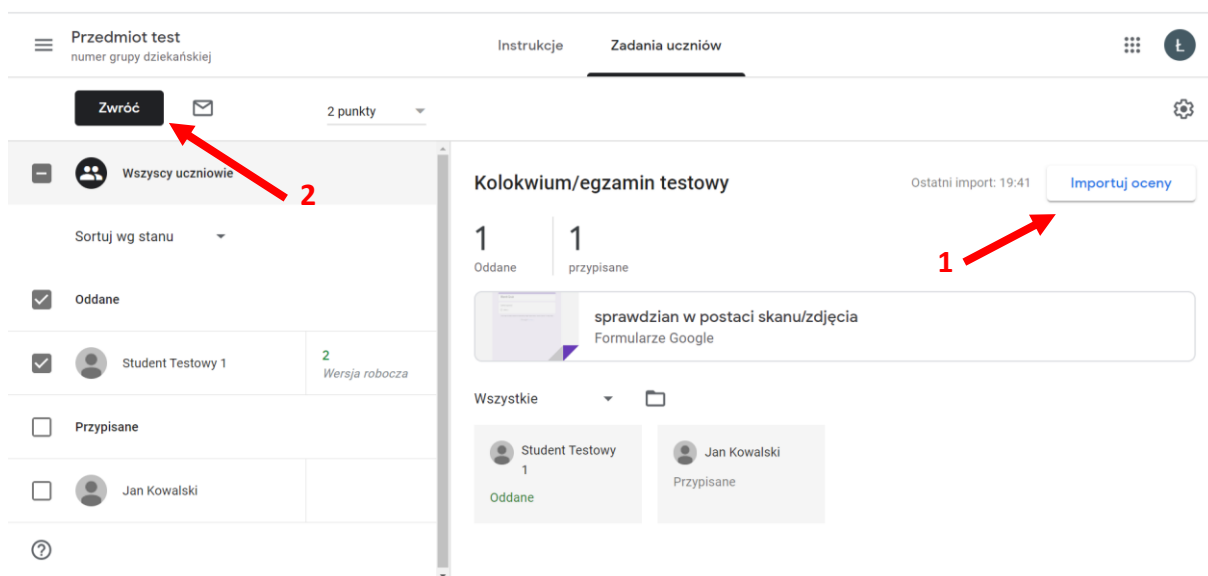 Przedmiot test
numer grupy dziekańskiej
Instrukcje
Zadania uczniów
Ł
Zwróć
2 punkty
Wszyscy uczniowie
2
Sortuj wg stanu
Oddane
Student Testowy 1
2
Wersja robocza
Przypisane
Jan Kowalski
Kolokwium/egzamin testowy
Ostatni import: 19:41
Importuj oceny
1
1
1
Oddane
przypisane
sprawdzian w postaci skanu/zdjęcia
Formularze Google
Wszystkie
Student Testowy
1
Oddane
Jan Kowalski
Przypisane